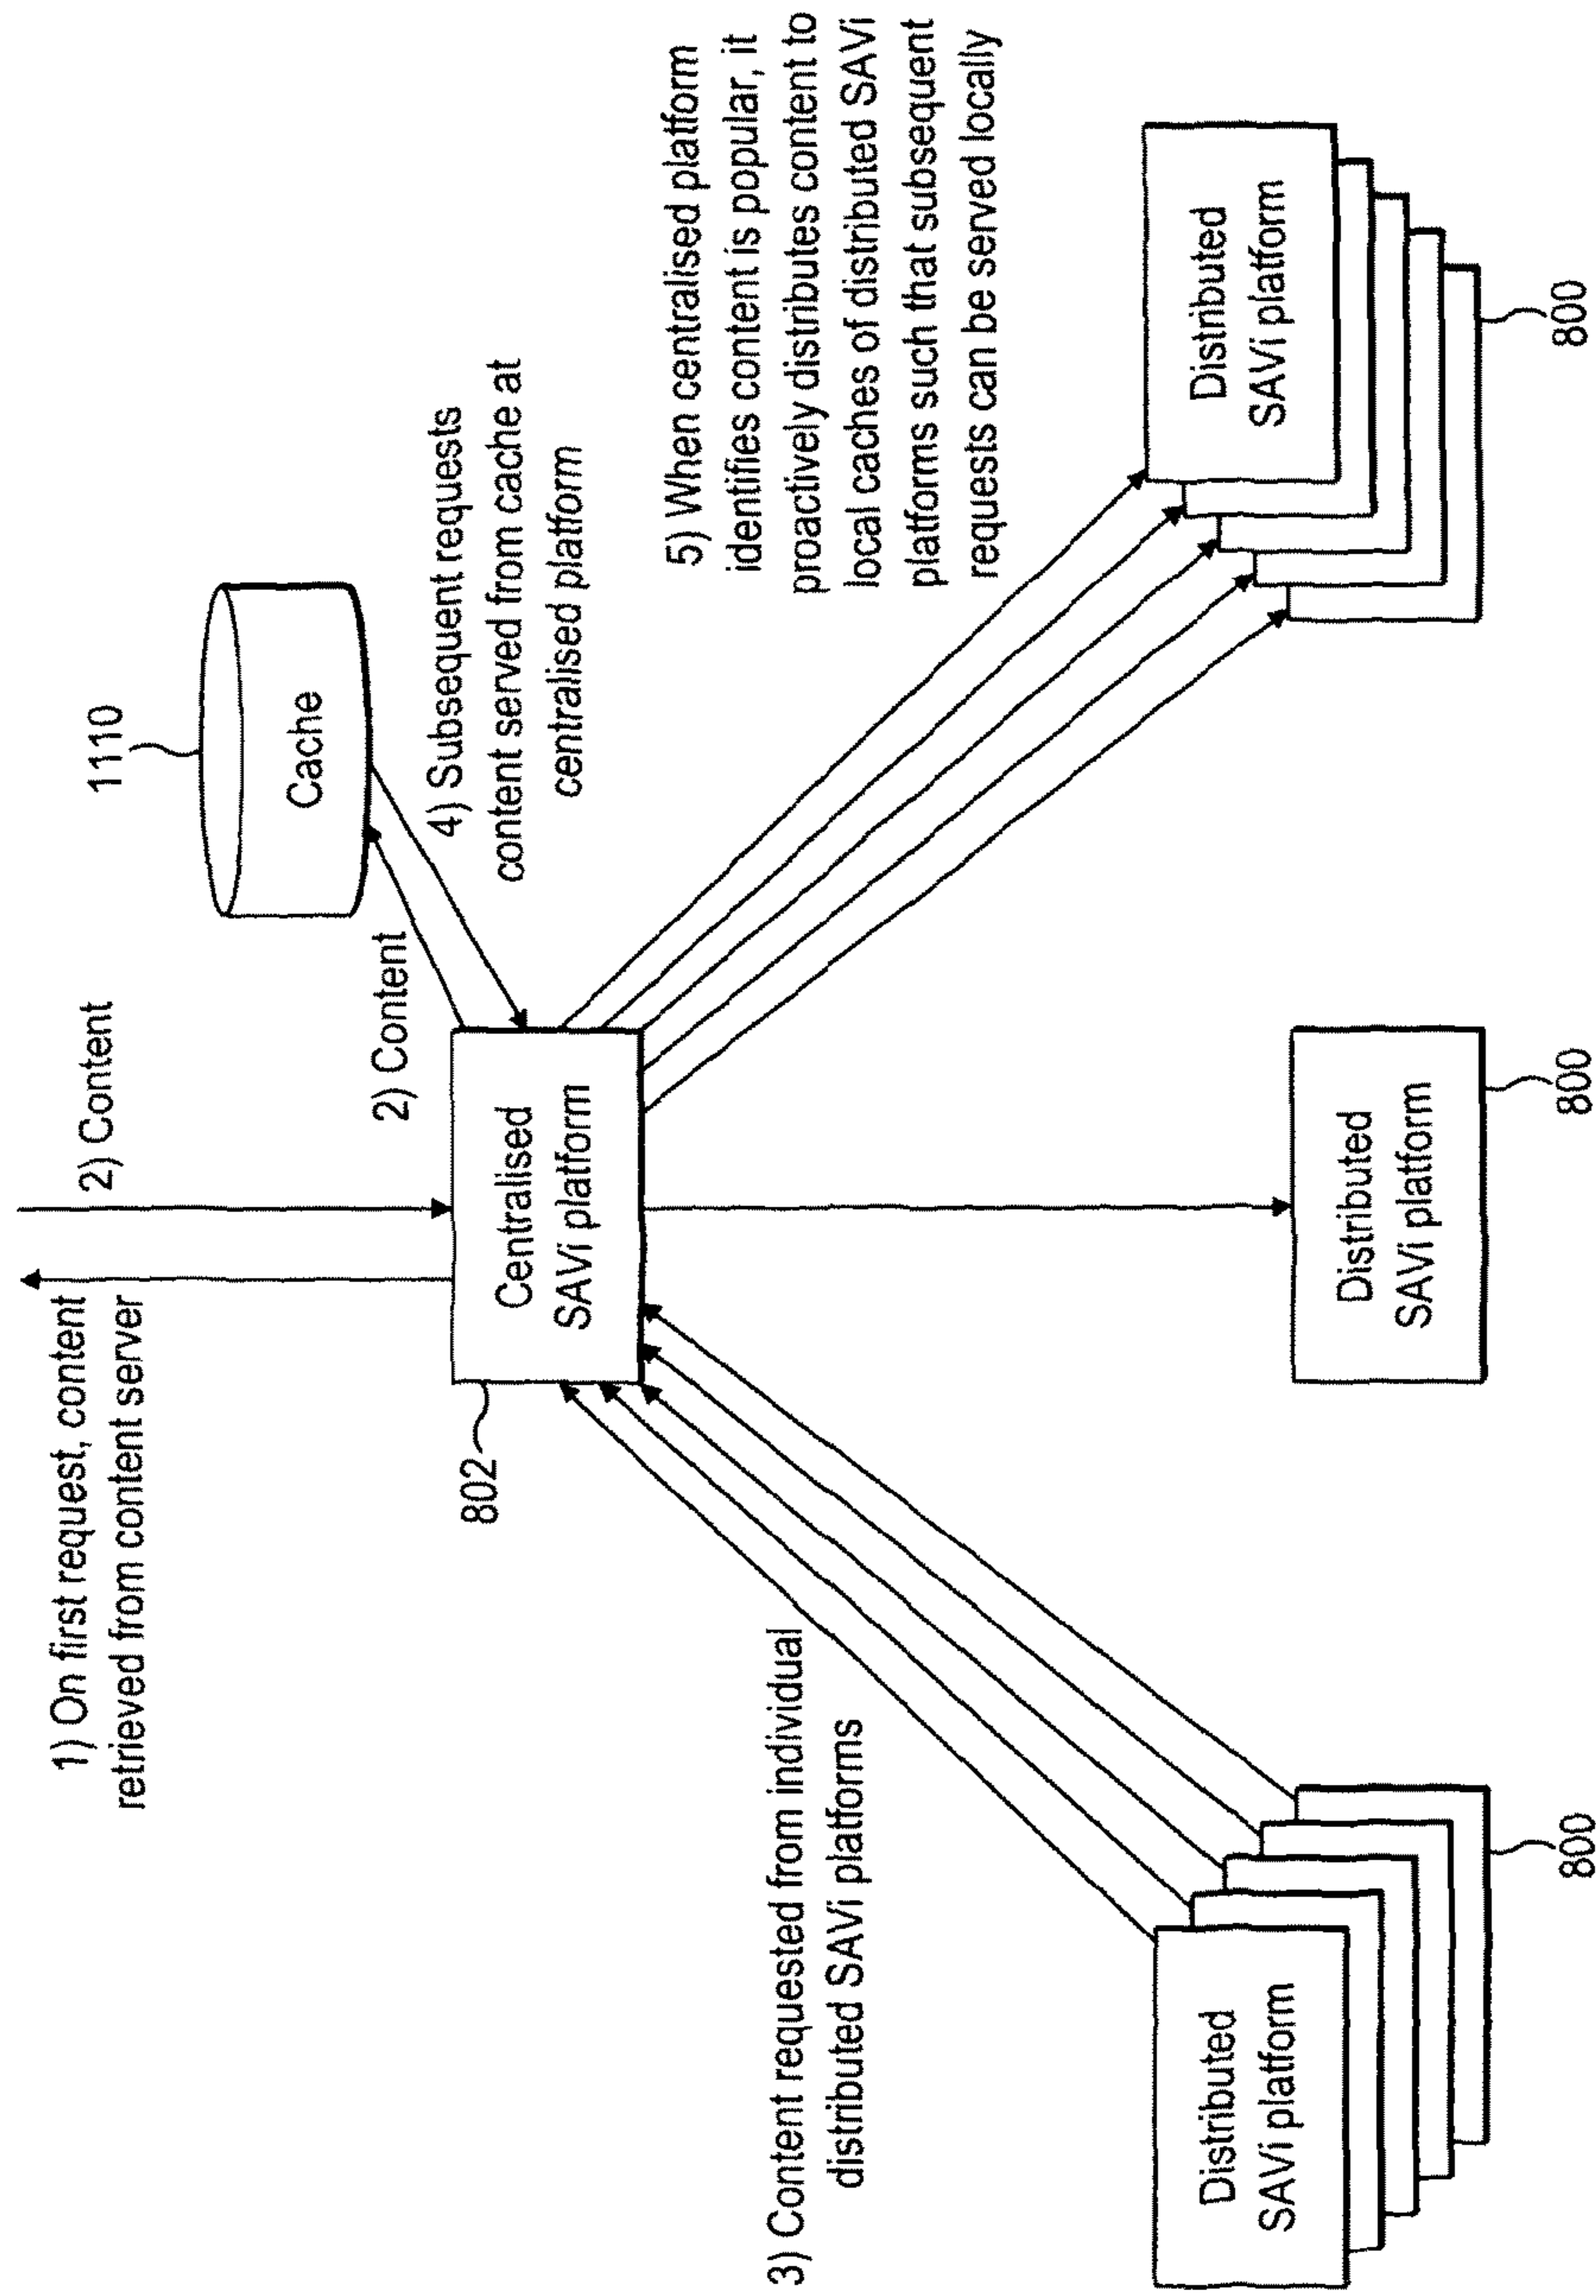 1) On first request, content
retrieved from content server
2) Content
1110
Cache
2) Content
4) Subsequent requests
content served from cache at
centralised platform
Centralised
SAVi platform
802
3) Content requested from individual
distributed SAVi platforms
5) When centralised platform
identifies content is popular, it
proactively distributes content to
local caches of distributed SAVi
platforms such that subsequent
requests can be served locally
Distributed
SAVi platform
800
Distributed
SAVi platform
800
Distributed
SAVi platform
800